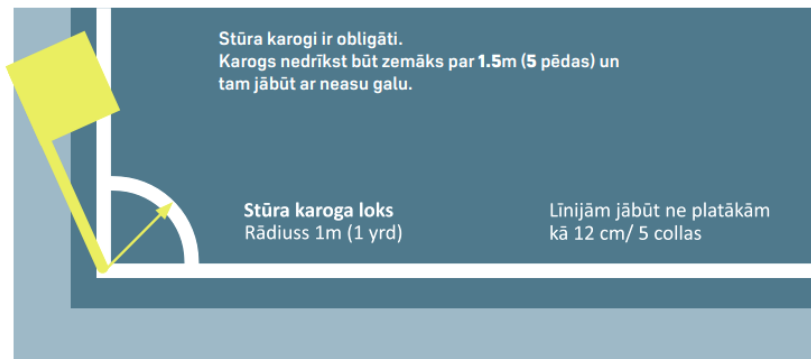 Stūra karogi ir obligāti.
Karogs nedrīkst būt zemāks par 1.5m (5 pēdas) un
tam jābūt ar neasu galu.
Stūra karoga loks
Rādiuss 1m (1 yrd)
Līnijām jābūt ne platākām
kā 12 cm/ 5 collas